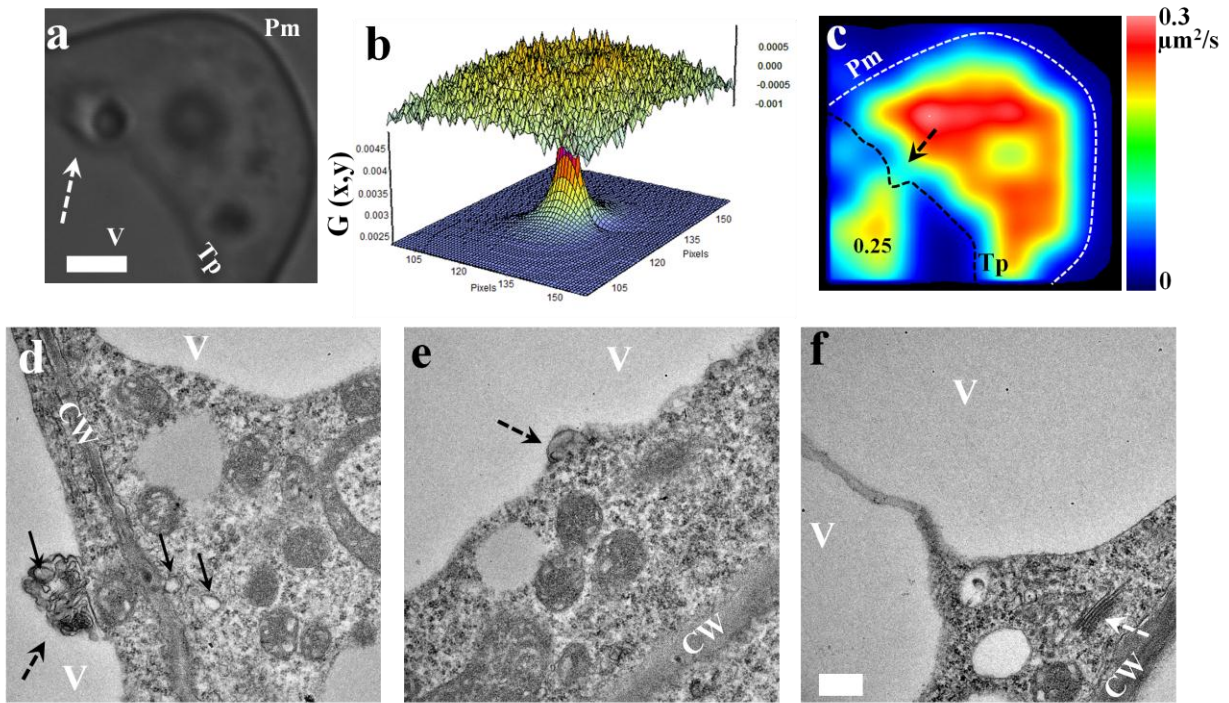 a
Pm
V
Tp
b
0.0005
0.000
-0.0005
-0.001
G (x,y)
0.0045
0.004
0.0035
0.003
0.0025
105
120
135
150
Pixels
105
120
135
150
Pixels
c
Pm
0.25
Tp
0.3
µm²/s
0
d
V
CW
V
e
V
CW
f
V
V
CW